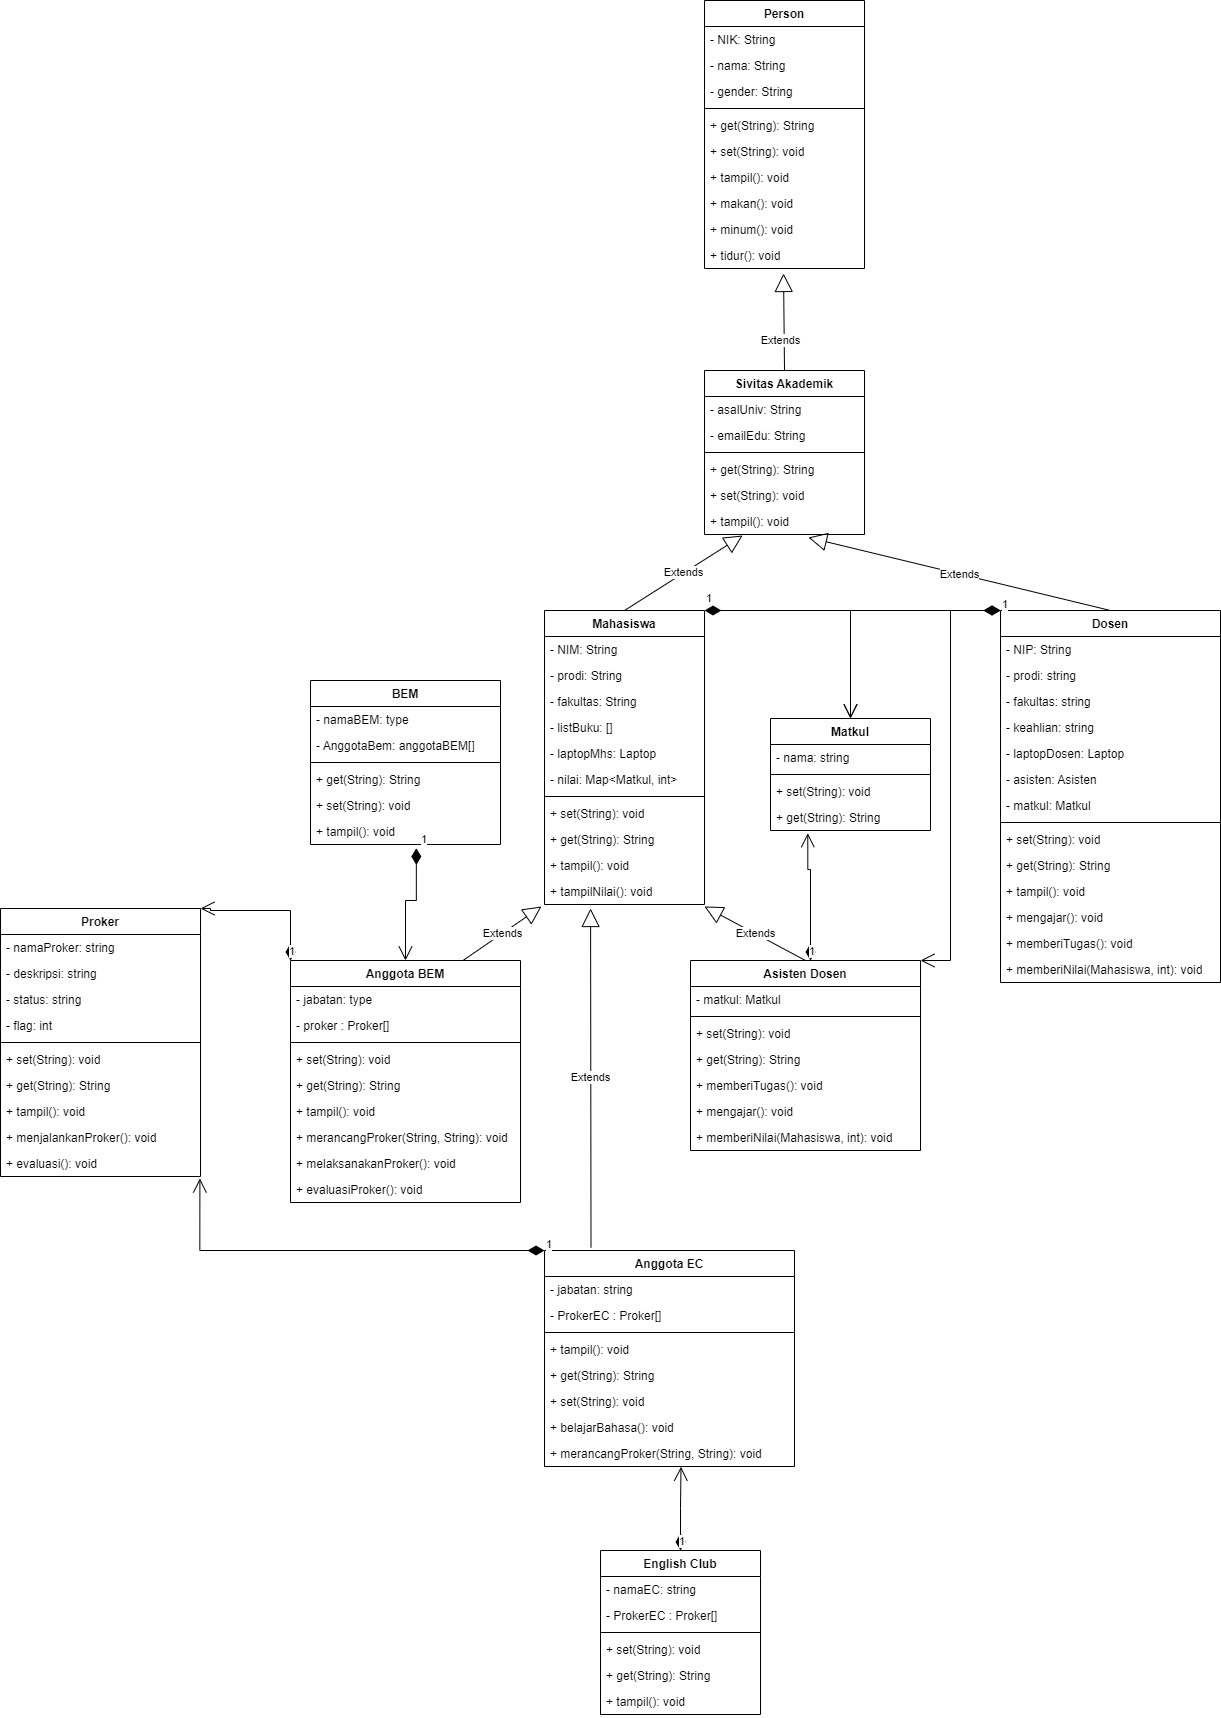 Person
- NIK: String
- nama: String
- gender: String
+ get(String): String
+ set(String): void
+ tampil(): void
+ makan(): void
+ minum(): void
+ tidur(): void
Extends
Sivitas Akademik
- asalUniv: String
- emailEdu: String
+ get(String): String
+ set(String): void
+ tampil(): void
Extends
Extends
1
1
Mahasiswa
- NIM: String
- prodi: String
- fakultas: String
- listBuku: []
- laptopMhs: Laptop
- nilai: Map<Matkul, int>
+ set(String): void
+ get(String): String
+ tampil(): void
+ tampilNilai(): void
Dosen
- NIP: String
- prodi: string
- fakultas: string
- keahlian: string
- laptopDosen: Laptop
- asisten: Asisten
- matkul: Matkul
+ set(String): void
+ get(String): String
+ tampil(): void
+ mengajar(): void
+ memberiTugas(): void
+ memberiNilai(Mahasiswa, int): void
BEM
- namaBEM: type
- AnggotaBem: anggotaBEM[]
+ get(String): String
+ set(String): void
+ tampil(): void
1
Matkul
- nama: string
+ set(String): void
+ get(String): String
Extends
Extends
1
1
Proker
- namaProker: string
- deskripsi: string
- status: string
- flag: int
+ set(String): void
+ get(String): String
+ tampil(): void
+ menjalankanProker(): void
+ evaluasi(): void
Anggota BEM
- jabatan: type
- proker : Proker[]
+ set(String): void
+ get(String): String
+ tampil(): void
+ merancangProker(String, String): void
+ melaksanakanProker(): void
+ evaluasiProker(): void
Extends
Asisten Dosen
- matkul: Matkul
+ set(String): void
+ get(String): String
+ memberiTugas(): void
+ mengajar(): void
+ memberiNilai(Mahasiswa, int): void
1
Anggota EC
- jabatan: string
- ProkerEC : Proker[]
+ tampil(): void
+ get(String): String
+ set(String): void
+ belajarBahasa(): void
+ merancangProker(String, String): void
1
English Club
- namaEC: string
- ProkerEC : Proker[]
+ set(String): void
+ get(String): String
+ tampil(): void